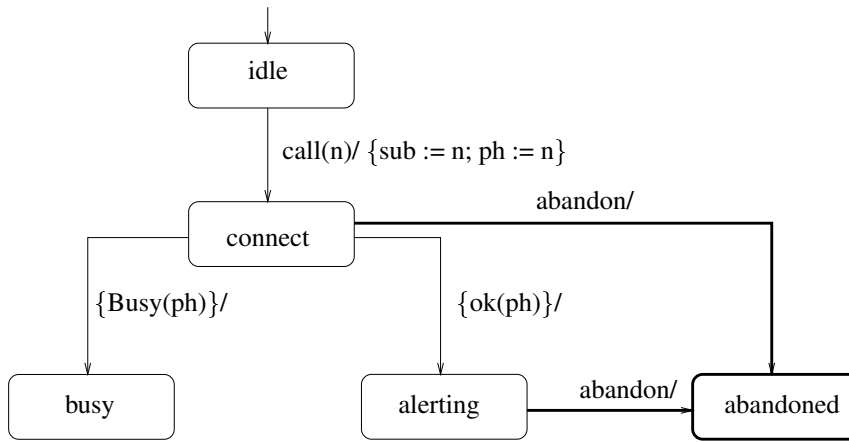 idle
call(n)/ {sub := n; ph := n}
abandon/
connect
{Busy(ph)}/
{ok(ph)}/
abandon/
busy
alerting
abandoned